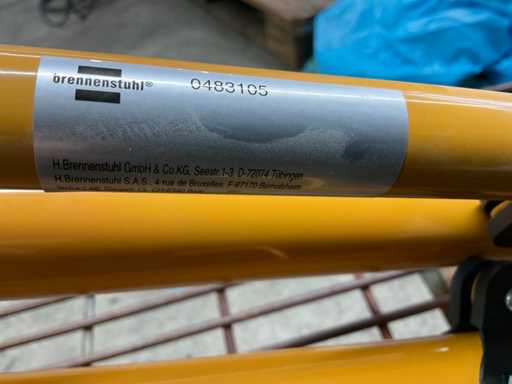 brennenstuhl®
0483105
H.Brennenstuhl GmbH & Co KG, Seestr.1-3, D-72074 Tübingen
H.Brennenstuhl S.A.S., 4 rue de Bruxelles, F-67170 Bernolsheim